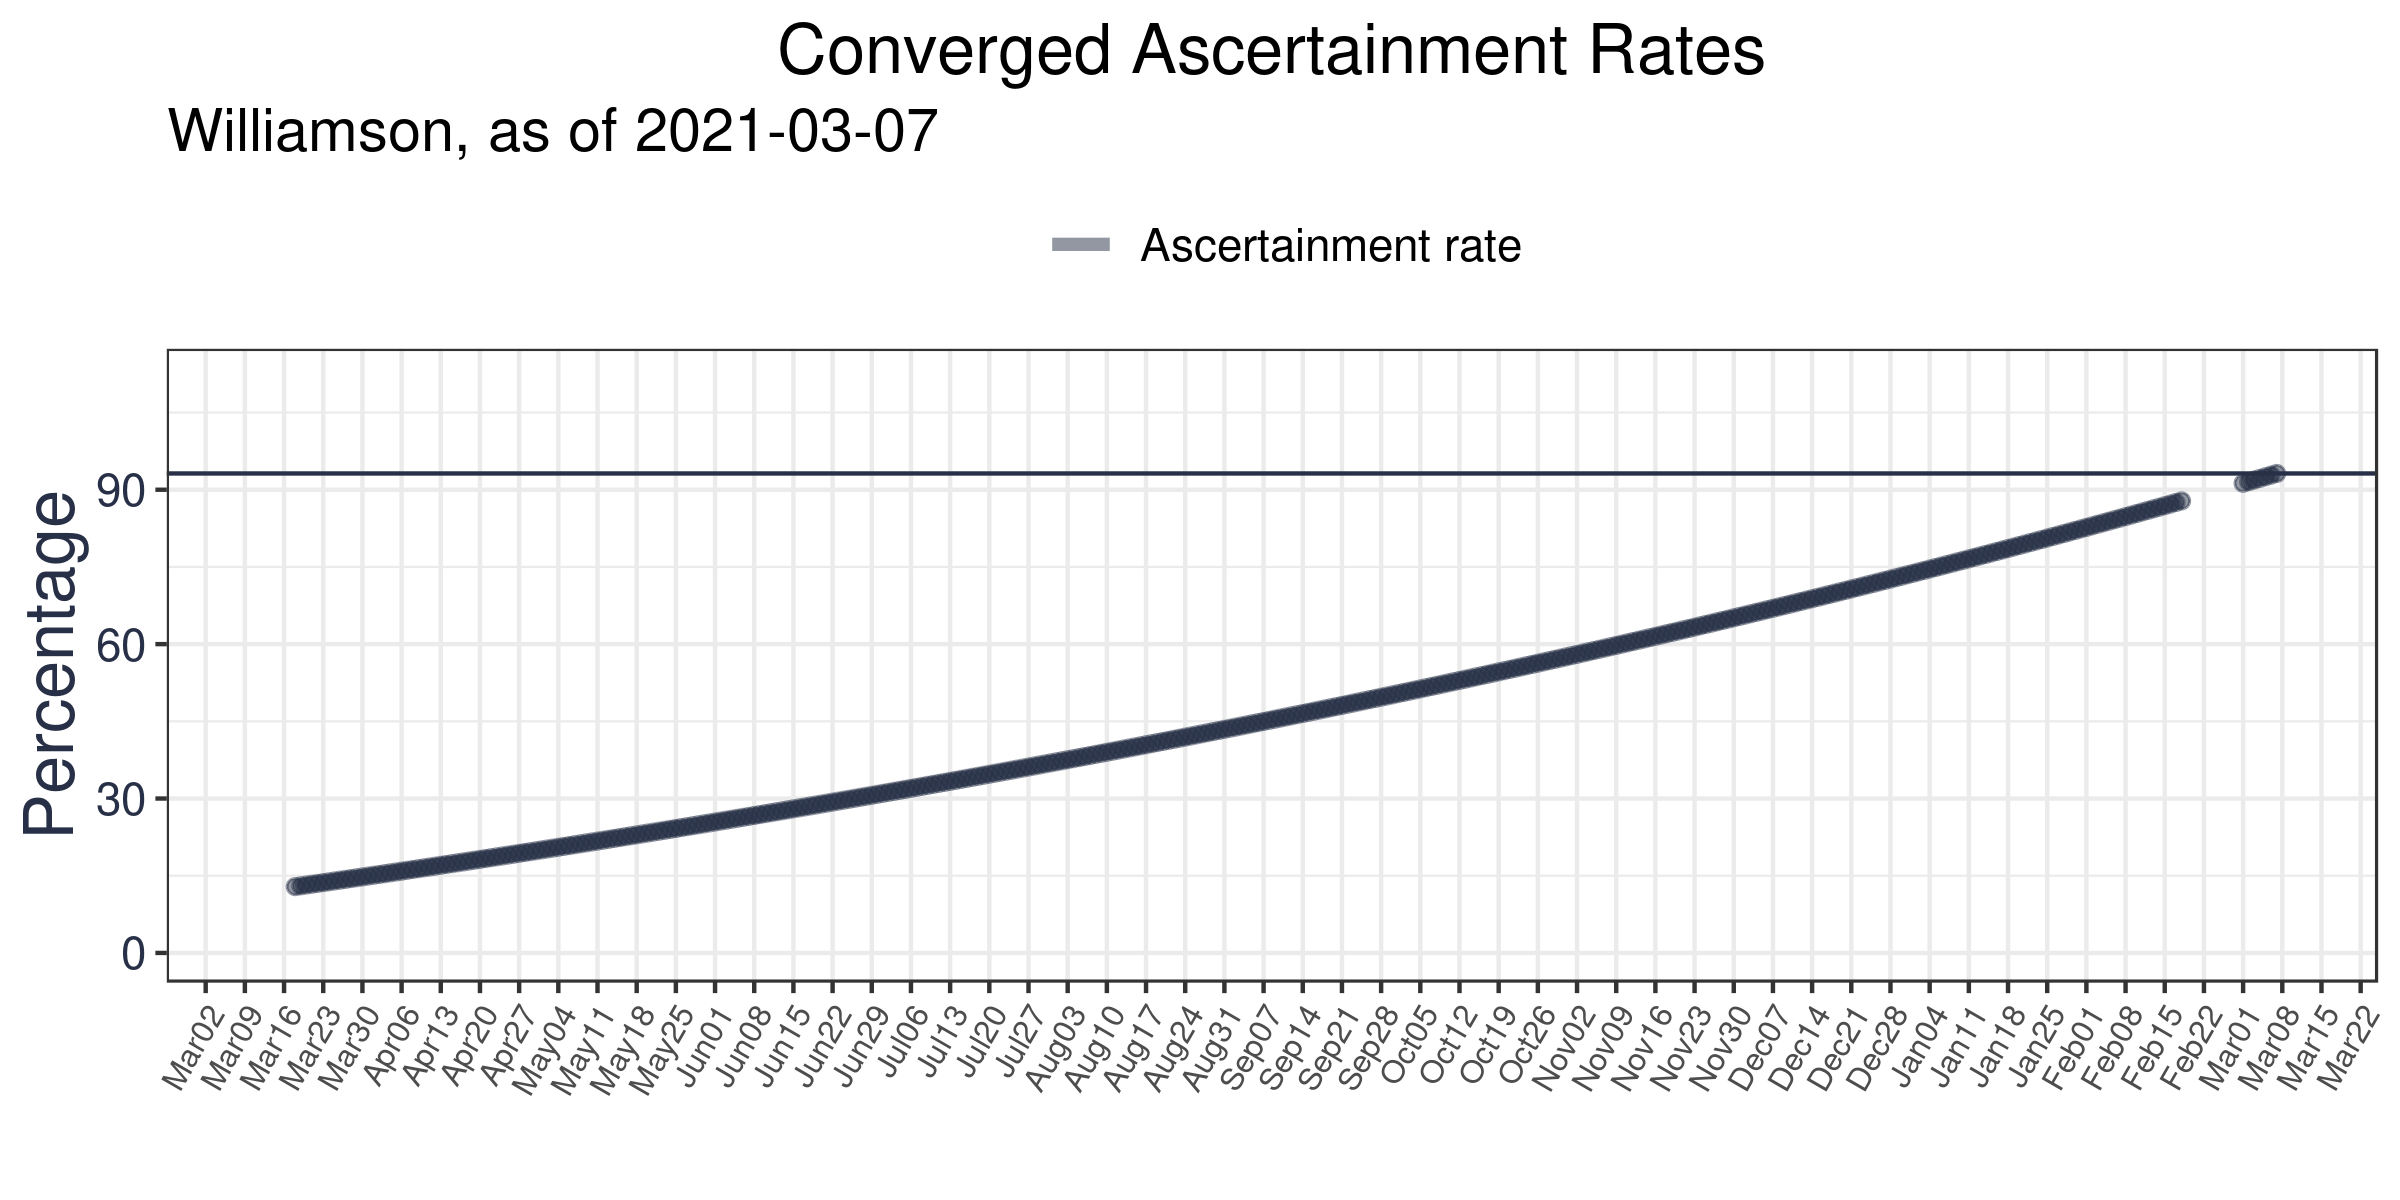 Converged Ascertainment Rates
Williamson, as of 2021-03-07
Ascertainment rate
Percentage
90
60
30
0
Mar02
Mar09
Mar16
Mar23
Mar30
Apr06
Apr13
Apr20
Apr27
May04
May11
May18
May25
Jun01
Jun08
Jun15
Jun22
Jun29
Jul06
Jul13
Jul20
Jul27
Aug03
Aug10
Aug17
Aug24
Aug31
Sep07
Sep14
Sep21
Sep28
Oct05
Oct12
Oct19
Oct26
Nov02
Nov09
Nov16
Nov23
Nov30
Dec07
Dec14
Dec21
Dec28
Jan04
Jan11
Jan18
Jan25
Feb01
Feb08
Feb15
Feb22
Mar01
Mar08
Mar15
Mar22